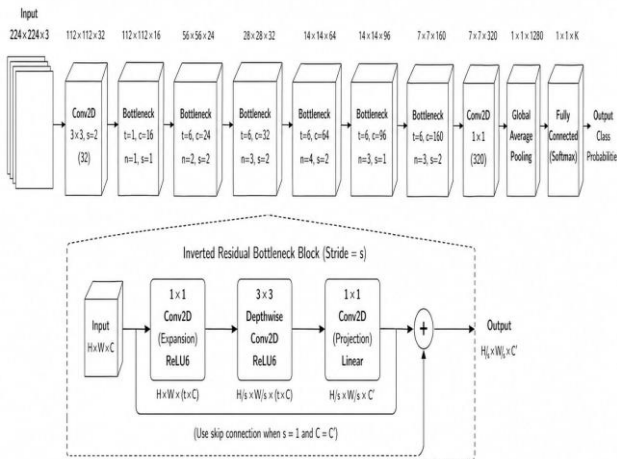 Input
224×224×3
112×112×32
112×112×16
56×56×24
28×28×32
14×14×64
14×14×96
7×7×160
7×7×320
1×1×1280
1×1×K
Conv2D
3×3, s=2
(32)
Bottleneck
t=1, c=16
n=1, s=1
Bottleneck
t=6, c=24
n=2, s=2
Bottleneck
t=6, c=32
n=3, s=2
Bottleneck
t=6, c=64
n=4, s=2
Bottleneck
t=6, c=96
n=3, s=1
Bottleneck
t=6, c=160
n=3, s=2
Conv2D
1×1
(320)
Global
Average
Pooling
Fully
Connected
(Softmax)
Output
Class
Probabilities
Inverted Residual Bottleneck Block (Stride = s)
Input
H×W×C
1×1
Conv2D
(Expansion)
ReLU6
H×W×(t×C)
3×3
Depthwise
Conv2D
ReLU6
H/s×W/s×(t×C)
1×1
Conv2D
(Projection)
Linear
H/s×W/s×C'
+
Output
H/s×W/s×C'
(Use skip connection when s = 1 and C = C')